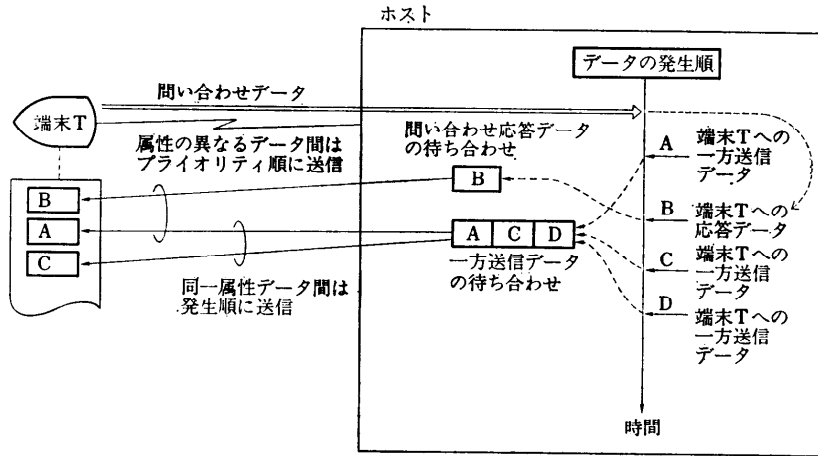 ホスト
データの発生順
問い合わせデータ
端末T
属性の異なるデータ間は
プライオリティ順に送信
問い合わせ応答データ
の待ち合わせ
A
端末Tへの
一方送信
データ
B
B
B
端末Tへの
応答データ
A
A C D
C
一方送信データ
の待ち合わせ
C
端末Tへの
一方送信
データ
同一属性データ間は
発生順に送信
D
端末Tへの
一方送信
データ
時間